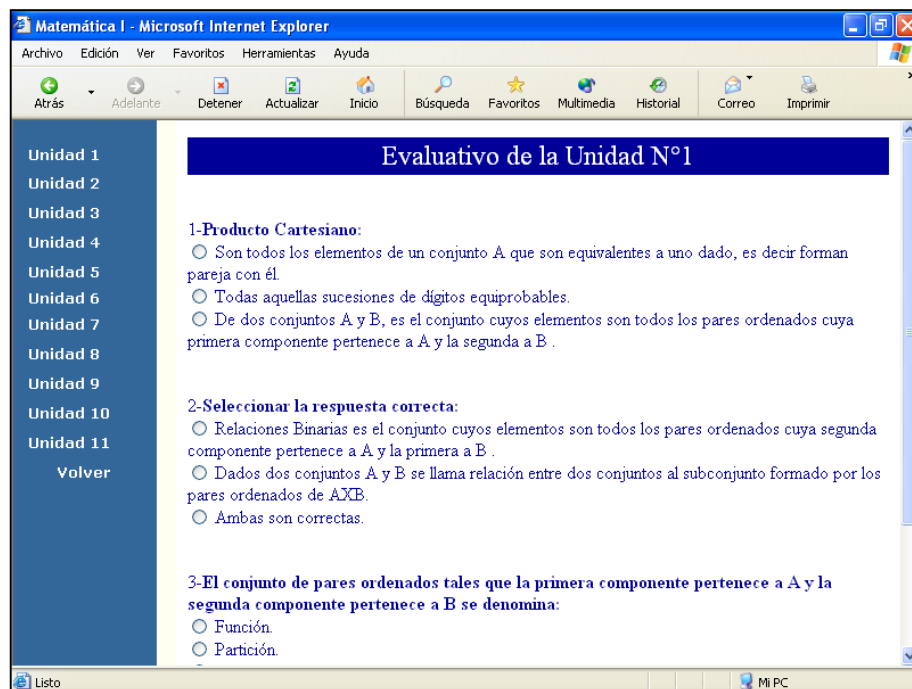 Matemática I - Microsoft Internet Explorer
Archivo Edición Ver Favoritos Herramientas Ayuda
Atrás Adelante Detener Actualizar Inicio Búsqueda Favoritos Multimedia Historial Correo Imprimir
Unidad 1
Unidad 2
Unidad 3
Unidad 4
Unidad 5
Unidad 6
Unidad 7
Unidad 8
Unidad 9
Unidad 10
Unidad 11
Volver
Evaluativo de la Unidad N°1
1-Producto Cartesiano:
Son todos los elementos de un conjunto A que son equivalentes a uno dado, es decir forman
pareja con él.
Todas aquellas sucesiones de dígitos equiprobables.
De dos conjuntos A y B, es el conjunto cuyos elementos son todos los pares ordenados cuya
primera componente pertenece a A y la segunda a B .
2-Seleccionar la respuesta correcta:
Relaciones Binarias es el conjunto cuyos elementos son todos los pares ordenados cuya segunda
componente pertenece a A y la primera a B .
Dados dos conjuntos A y B se llama relación entre dos conjuntos al subconjunto formado por los
pares ordenados de AXB.
Ambas son correctas.
3-El conjunto de pares ordenados tales que la primera componente pertenece a A y la
segunda componente pertenece a B se denomina:
Función.
Partición.
Listo
Mi PC